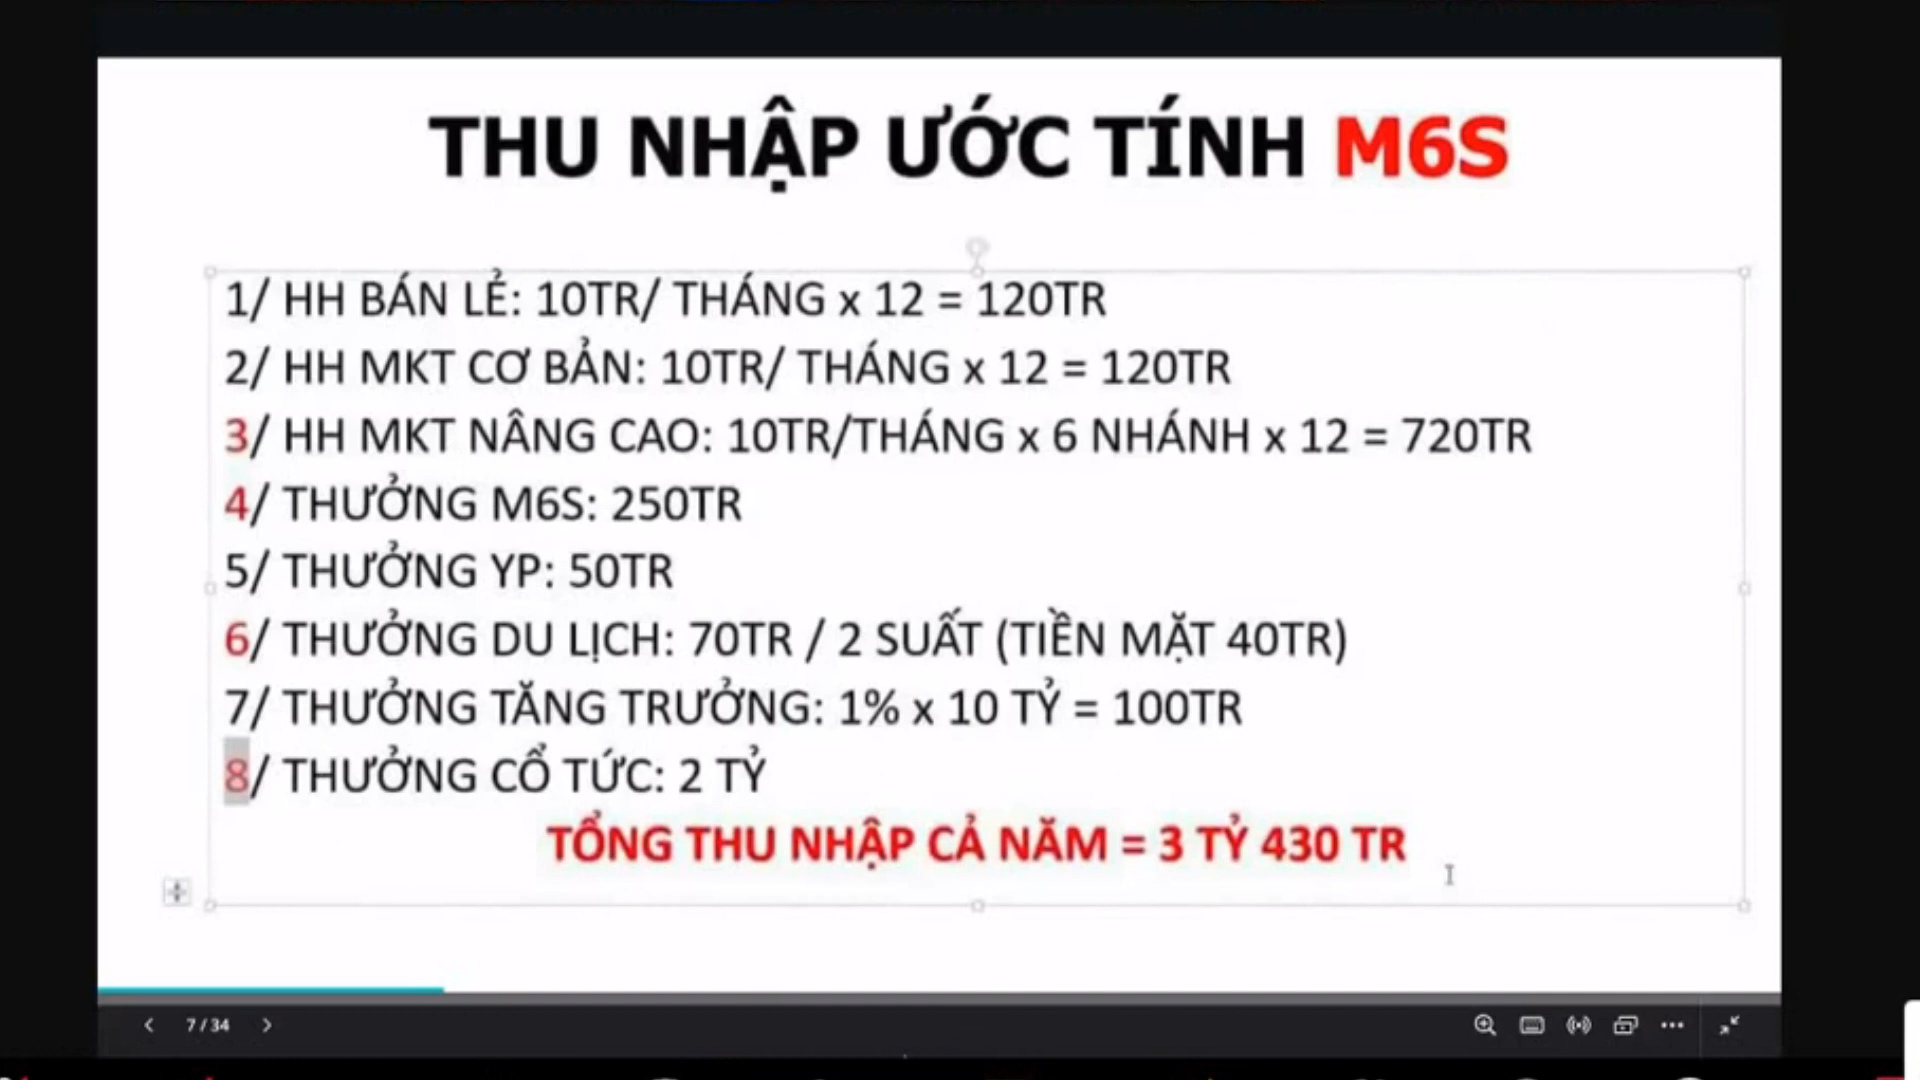 THU NHẬP ƯỚC TÍNH M6S
1/ HH BÁN LẺ: 10TR/ THÁNG x 12 = 120TR
2/ HH MKT CƠ BẢN: 10TR/ THÁNG x 12 = 120TR
3/ HH MKT NÂNG CAO: 10TR/THÁNG x 6 NHÁNH x 12 = 720TR
4/ THƯỞNG M6S: 250TR
5/ THƯỞNG YP: 50TR
6/ THƯỞNG DU LỊCH: 70TR / 2 SUẤT (TIỀN MẶT 40TR)
7/ THƯỞNG TĂNG TRƯỞNG: 1% x 10 TỶ = 100TR
8/ THƯỞNG CỔ TỨC: 2 TỶ
TỔNG THU NHẬP CẢ NĂM = 3 TỶ 430 TR
7 / 34